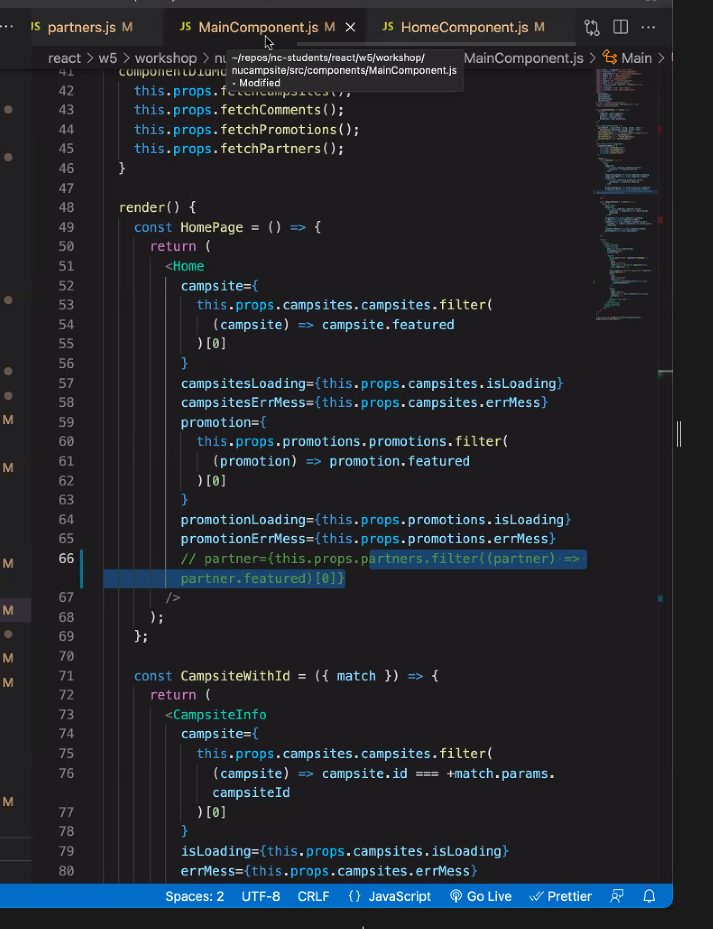 ··· JS partners.js M JS MainComponent.js M × JS HomeComponent.js M ···
react > w5 > workshop > nu MainComponent.js > Main >
~/repos/nc-students/react/w5/workshop/
nucampsite/src/components/MainComponent.js
• Modified
41 componentDidMo
42 this.props.fetchCampsites();
43 this.props.fetchComments();
44 this.props.fetchPromotions();
45 this.props.fetchPartners();
46 }
47
48 render() {
49 const HomePage = () => {
50 return (
51 <Home
52 campsite={
53 this.props.campsites.campsites.filter(
54 (campsite) => campsite.featured
55 )[0]
56 }
57 campsitesLoading={this.props.campsites.isLoading}
58 campsitesErrMess={this.props.campsites.errMess}
59 promotion={
60 this.props.promotions.promotions.filter(
61 (promotion) => promotion.featured
62 )[0]
63 }
64 promotionLoading={this.props.promotions.isLoading}
65 promotionErrMess={this.props.promotions.errMess}
66 // partner={this.props.partners.filter((partner) =>
partner.featured)[0]}
67 />
68 );
69 };
70
71 const CampsiteWithId = ({ match }) => {
72 return (
73 <CampsiteInfo
74 campsite={
75 this.props.campsites.campsites.filter(
76 (campsite) => campsite.id === +match.params.
campsiteId
77 )[0]
78 }
79 isLoading={this.props.campsites.isLoading}
80 errMess={this.props.campsites.errMess}
M
M
M
M
M
M
M
Spaces: 2 UTF-8 CRLF {} JavaScript Go Live Prettier